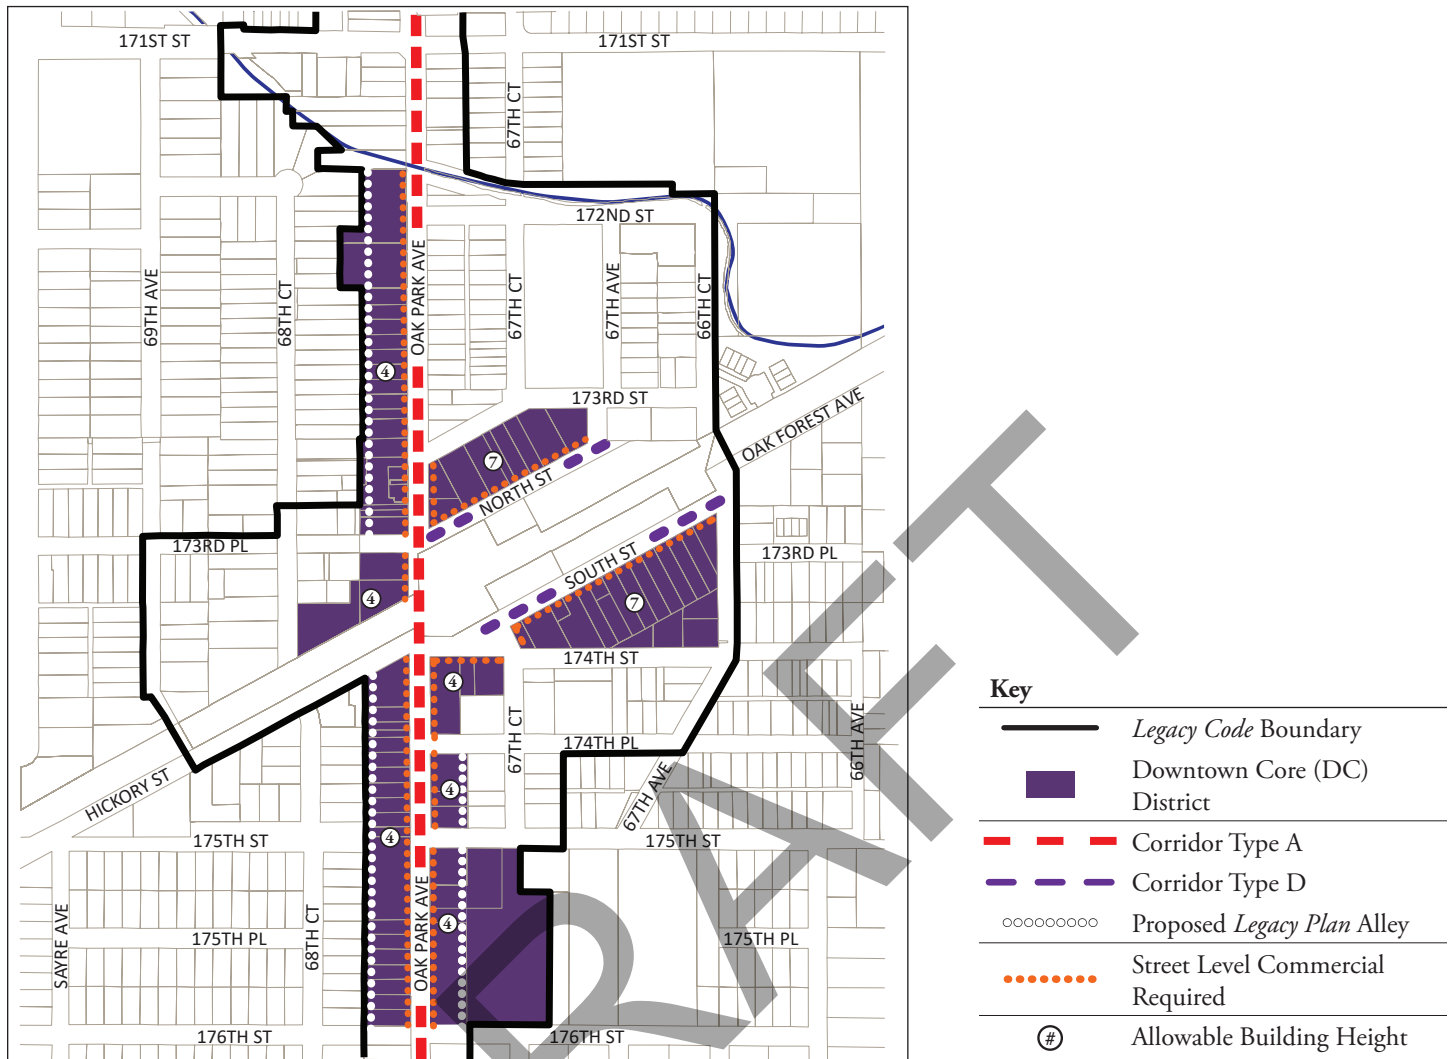 171ST ST
171ST ST
67TH CT
172ND ST
OAK PARK AVE
69TH AVE
68TH CT
67TH CT
67TH AVE
66TH CT
4
173RD ST
OAK FOREST AVE
7
NORTH ST
173RD PL
173RD PL
SOUTH ST
4
7
174TH ST
4
67TH CT
174TH PL
66TH AVE
HICKORY ST
4
67TH AVE
175TH ST
4
175TH ST
SAYRE AVE
175TH PL
68TH CT
OAK PARK AVE
4
175TH PL
176TH ST
176TH ST
DRAFT
Key
Legacy Code Boundary
Downtown Core (DC)
District
Corridor Type A
Corridor Type D
Proposed Legacy Plan Alley
Street Level Commercial
Required
# Allowable Building Height